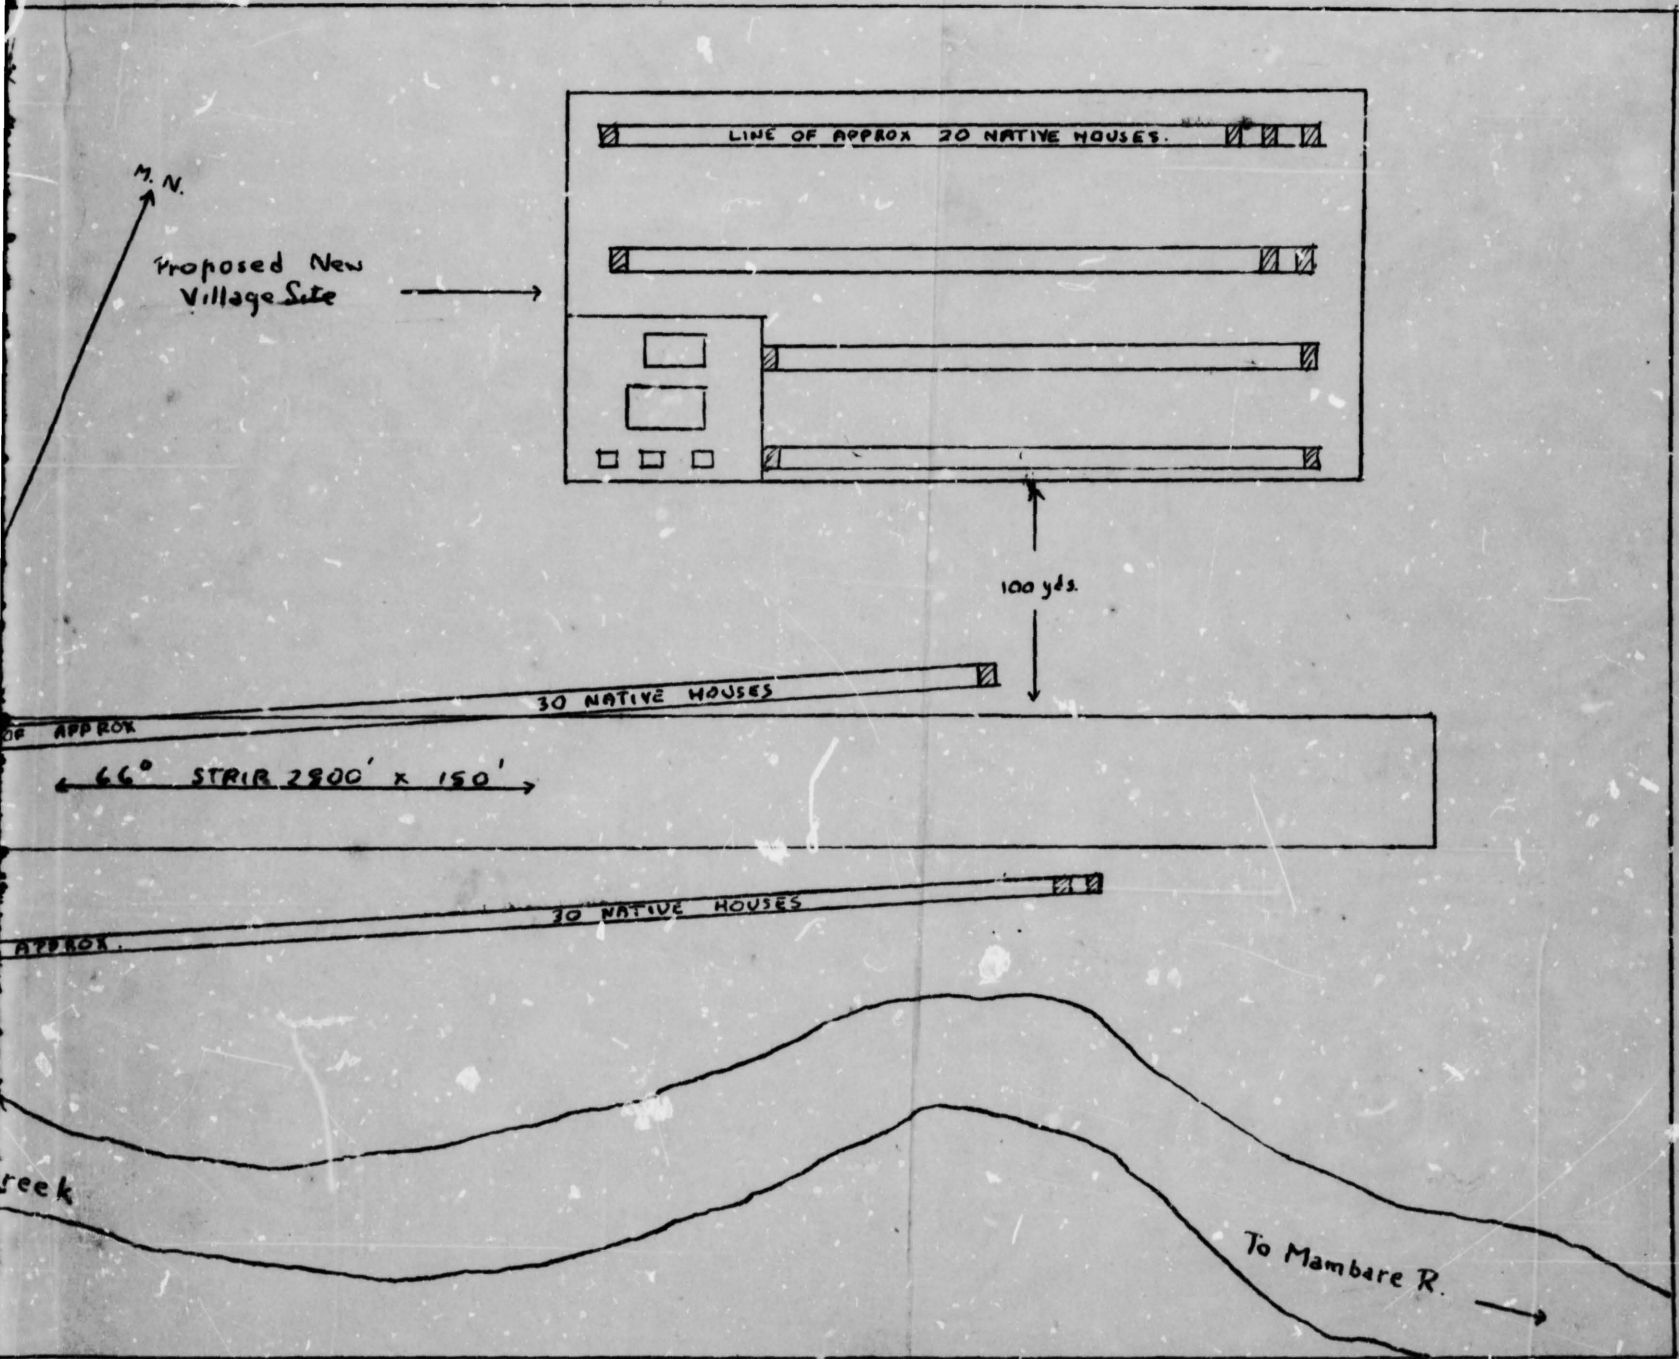 LINE OF APPROX 20 NATIVE HOUSES.
M. N.
Proposed New
Village Site
100 yds.
30 NATIVE HOUSES
OF APPROX
66° STRIP 2800' x 150'
30 NATIVE HOUSES
APPROX.
reek
To Mambare R.